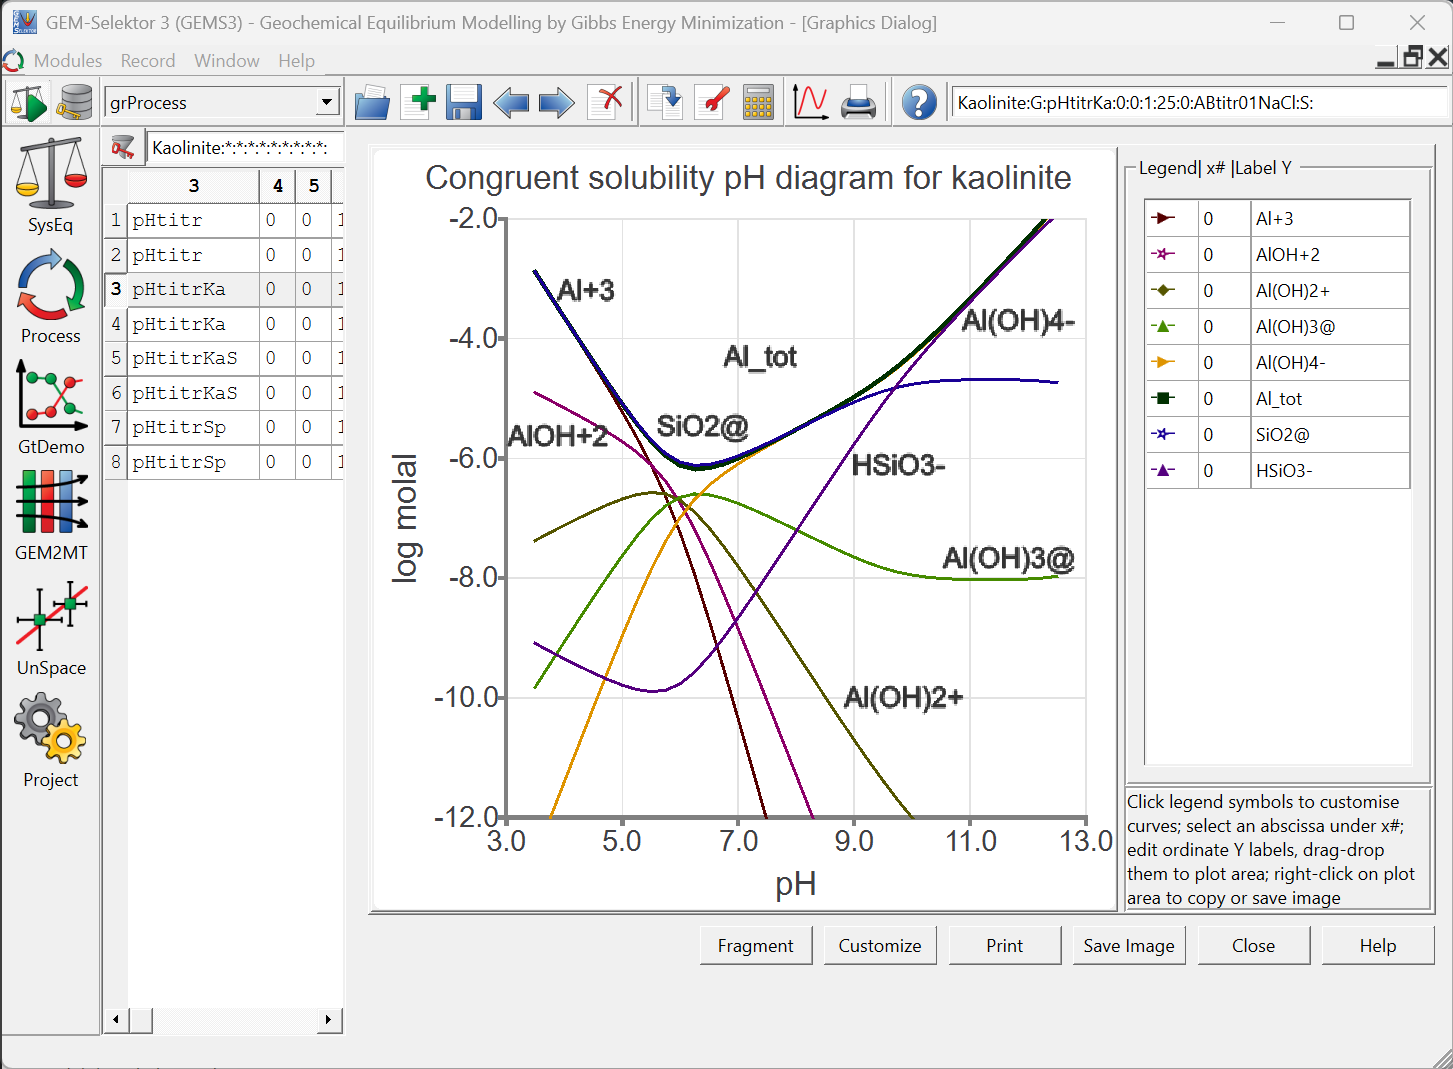 GEM-Selektor 3 (GEMS3) - Geochemical Equilibrium Modelling by Gibbs Energy Minimization - [Graphics Dialog]
Modules Record Window Help
grProcess
Kaolinite:G:pHtitrKa:0:0:1:25:0:ABtitr01NaCl:S:
SysEq
Process
GtDemo
GEM2MT
UnSpace
Project
Kaolinite:*:*:*:*:*:*:*:*:*:
3 4 5
1 pHtitr 0 0 1
2 pHtitr 0 0 1
3 pHtitrKa 0 0 1
4 pHtitrKa 0 0 1
5 pHtitrKaS 0 0 1
6 pHtitrKaS 0 0 1
7 pHtitrSp 0 0 1
8 pHtitrSp 0 0 1
Congruent solubility pH diagram for kaolinite
-2.0
-4.0
-6.0
-8.0
-10.0
-12.0
log molal
3.0 5.0 7.0 9.0 11.0 13.0
pH
Al+3
Al(OH)4-
Al_tot
SiO2@
AlOH+2
HSiO3-
Al(OH)3@
Al(OH)2+
Legend| x# |Label Y
0 Al+3
0 AlOH+2
0 Al(OH)2+
0 Al(OH)3@
0 Al(OH)4-
0 Al_tot
0 SiO2@
0 HSiO3-
Click legend symbols to customise
curves; select an abscissa under x#;
edit ordinate Y labels, drag-drop
them to plot area; right-click on plot
area to copy or save image
Fragment Customize Print Save Image Close Help